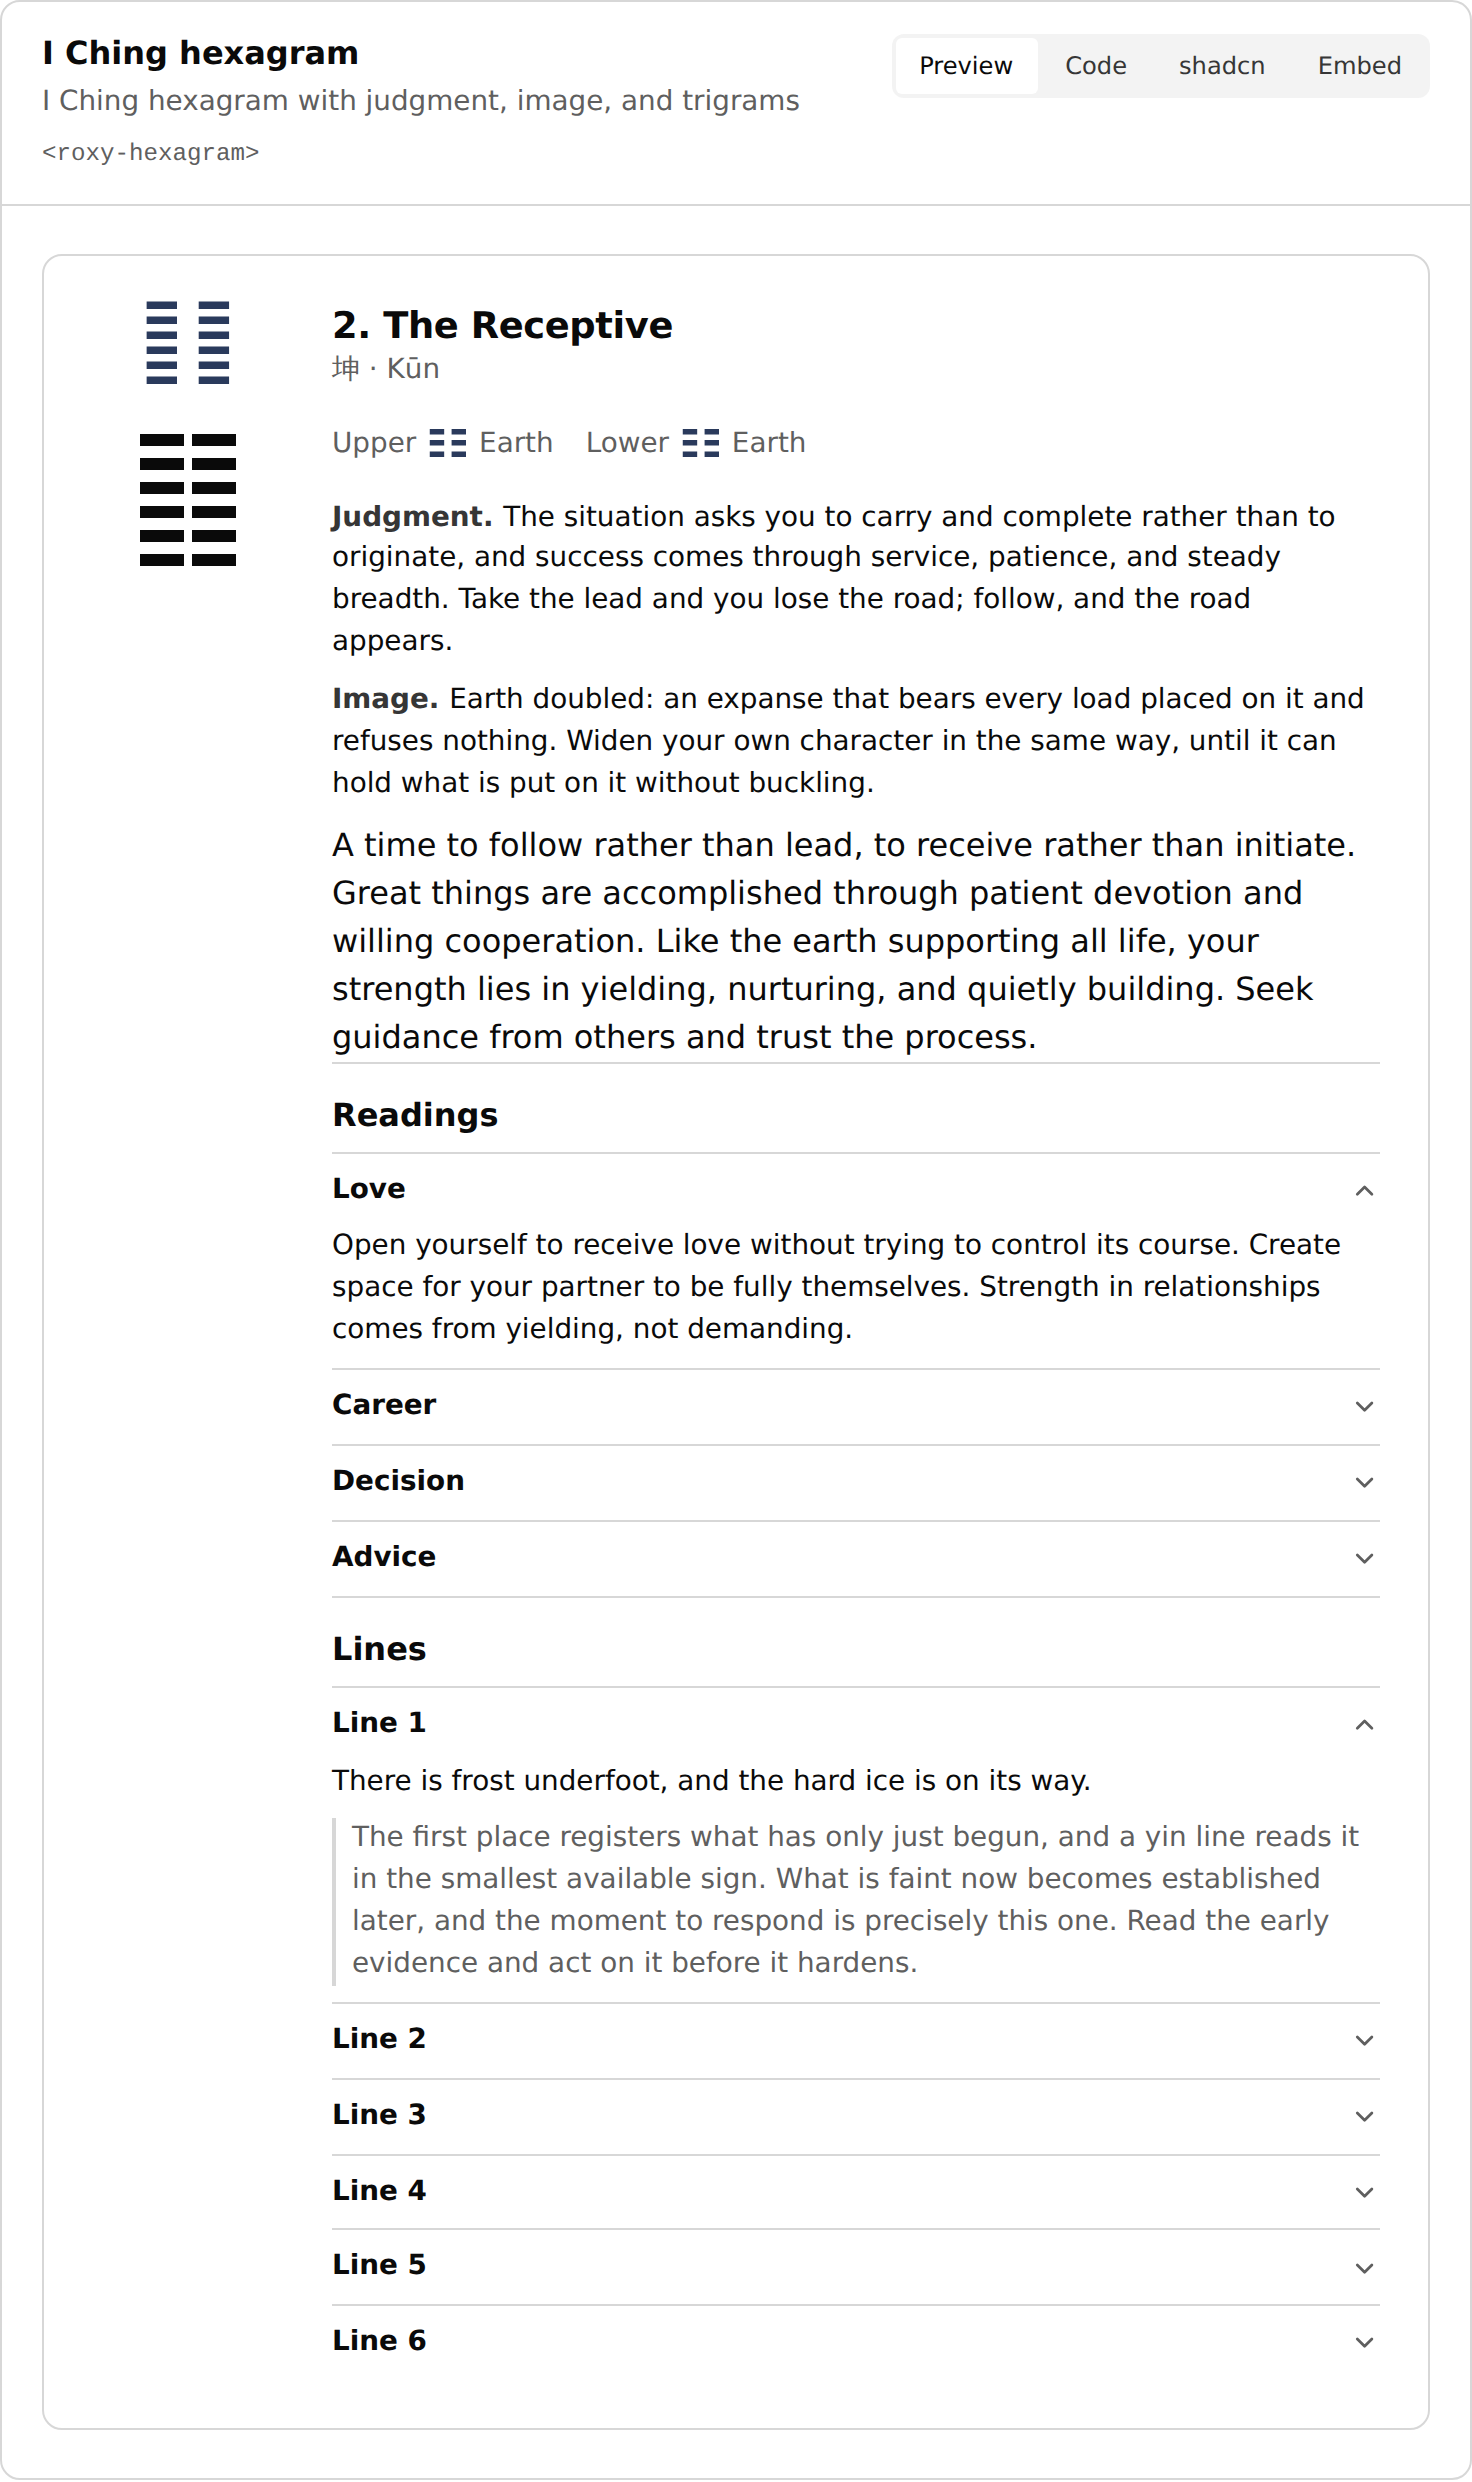 I Ching hexagram
I Ching hexagram with judgment, image, and trigrams
<roxy-hexagram>
Preview
Code
shadcn
Embed
2. The Receptive
坤 · Kūn
Upper ☷ Earth Lower ☷ Earth
Judgment. The situation asks you to carry and complete rather than to
originate, and success comes through service, patience, and steady
breadth. Take the lead and you lose the road; follow, and the road
appears.
Image. Earth doubled: an expanse that bears every load placed on it and
refuses nothing. Widen your own character in the same way, until it can
hold what is put on it without buckling.
A time to follow rather than lead, to receive rather than initiate.
Great things are accomplished through patient devotion and
willing cooperation. Like the earth supporting all life, your
strength lies in yielding, nurturing, and quietly building. Seek
guidance from others and trust the process.
Readings
Love
Open yourself to receive love without trying to control its course. Create
space for your partner to be fully themselves. Strength in relationships
comes from yielding, not demanding.
Career
Decision
Advice
Lines
Line 1
There is frost underfoot, and the hard ice is on its way.
The first place registers what has only just begun, and a yin line reads it
in the smallest available sign. What is faint now becomes established
later, and the moment to respond is precisely this one. Read the early
evidence and act on it before it hardens.
Line 2
Line 3
Line 4
Line 5
Line 6